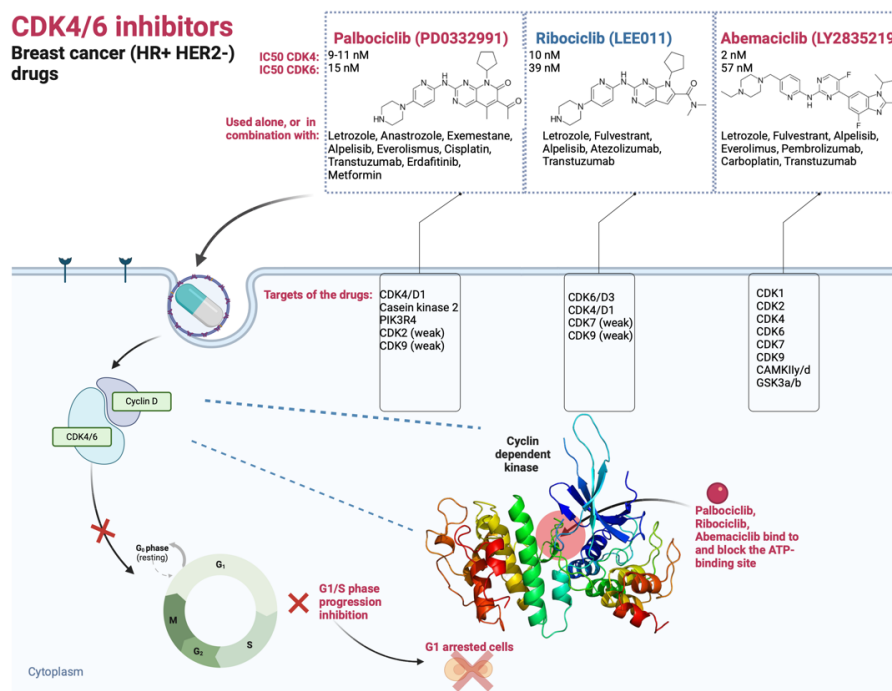 CDK4/6 inhibitors
Breast cancer (HR+ HER2-)
drugs
IC50 CDK4:
IC50 CDK6:
Used alone, or in
combination with:
Palbociclib (PD0332991)
9-11 nM
15 nM
N
H
N
N
N
N
O
O
N
HN
Letrozole, Anastrozole, Exemestane,
Alpelisib, Everolismus, Cisplatin,
Transtuzumab, Erdafitinib,
Metformin
Ribociclib (LEE011)
10 nM
39 nM
N
H
N
N
N
N
O
N
N
HN
Letrozole, Fulvestrant,
Alpelisib, Atezolizumab,
Transtuzumab
Abemaciclib (LY2835219
2 nM
57 nM
N
N
N
N
H
N
N
F
F
N
N
Letrozole, Fulvestrant, Alpelisib,
Everolimus, Pembrolizumab,
Carboplatin, Transtuzumab
Targets of the drugs:
CDK4/D1
Casein kinase 2
PIK3R4
CDK2 (weak)
CDK9 (weak)
CDK6/D3
CDK4/D1
CDK7 (weak)
CDK9 (weak)
CDK1
CDK2
CDK4
CDK6
CDK7
CDK9
CAMKIIy/d
GSK3a/b
Cyclin D
CDK4/6
Cyclin
dependent
kinase
Palbociclib,
Ribociclib,
Abemaciclib bind to
and block the ATP-
binding site
G₀ phase
(resting)
G₁
M
G₂
S
G1/S phase
progression
inhibition
G1 arrested cells
Cytoplasm